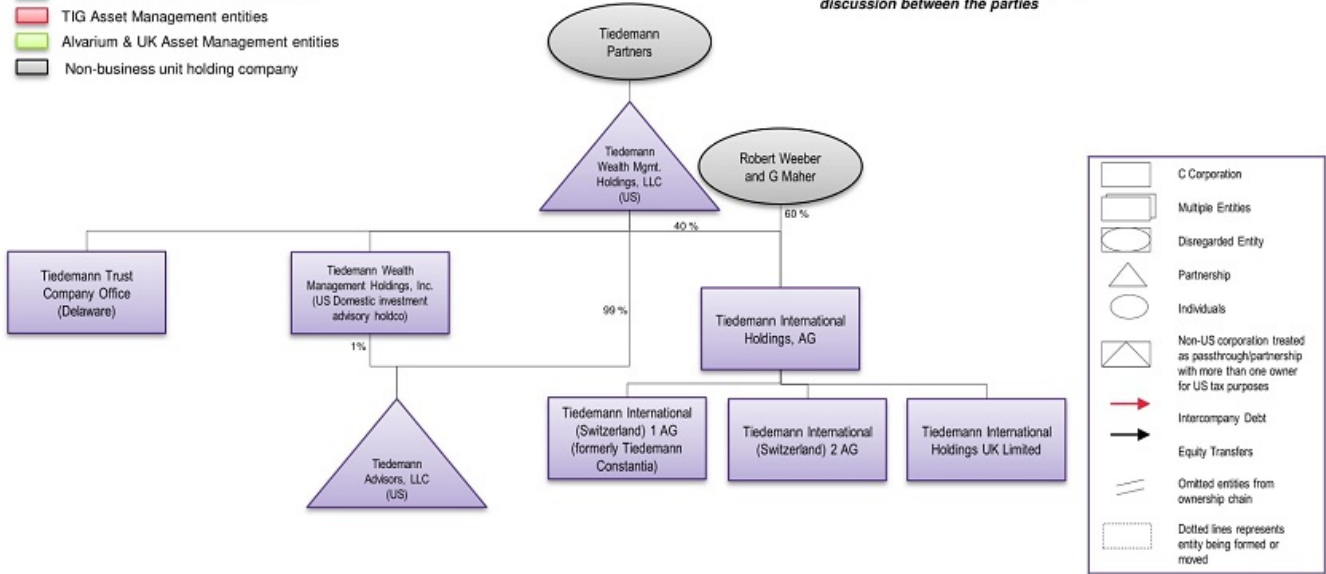 discussion between the parties
TIG Asset Management entities
Alvarium & UK Asset Management entities
Non-business unit holding company
Tiedemann
Partners
Tiedemann
Wealth Mgmt.
Holdings, LLC
(US)
Robert Weeber
and G Maher
60 %
40 %
Tiedemann Trust
Company Office
(Delaware)
Tiedemann Wealth
Management Holdings, Inc.
(US Domestic investment
advisory holdco)
99 %
1%
Tiedemann International
Holdings, AG
Tiedemann
Advisors, LLC
(US)
Tiedemann International
(Switzerland) 1 AG
(formerly Tiedemann
Constantia)
Tiedemann International
(Switzerland) 2 AG
Tiedemann International
Holdings UK Limited
C Corporation
Multiple Entities
Disregarded Entity
Partnership
Individuals
Non-US corporation treated
as passthrough/partnership
with more than one owner
for US tax purposes
Intercompany Debt
Equity Transfers
Omitted entities from
ownership chain
Dotted lines represents
entity being formed or
moved